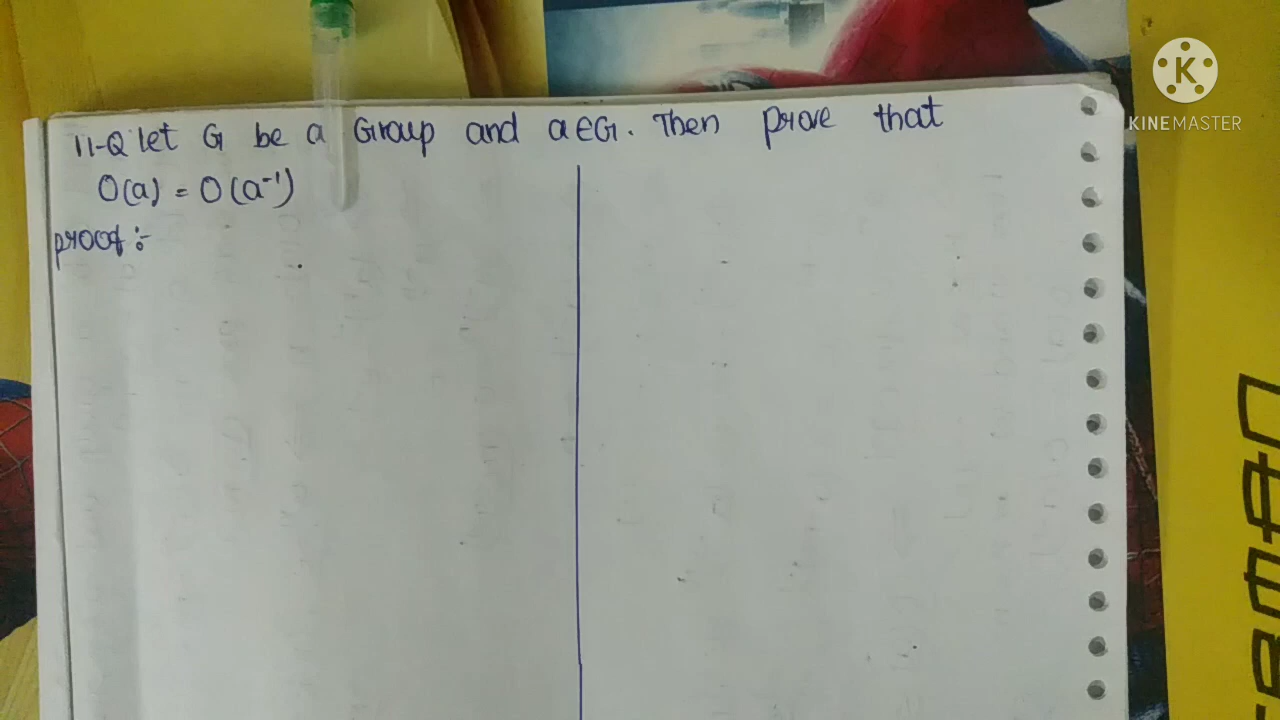 11-Q let G be a Group and a∈G. Then prove that
O(a) = O(a⁻¹)
proof :-
KINEMASTER